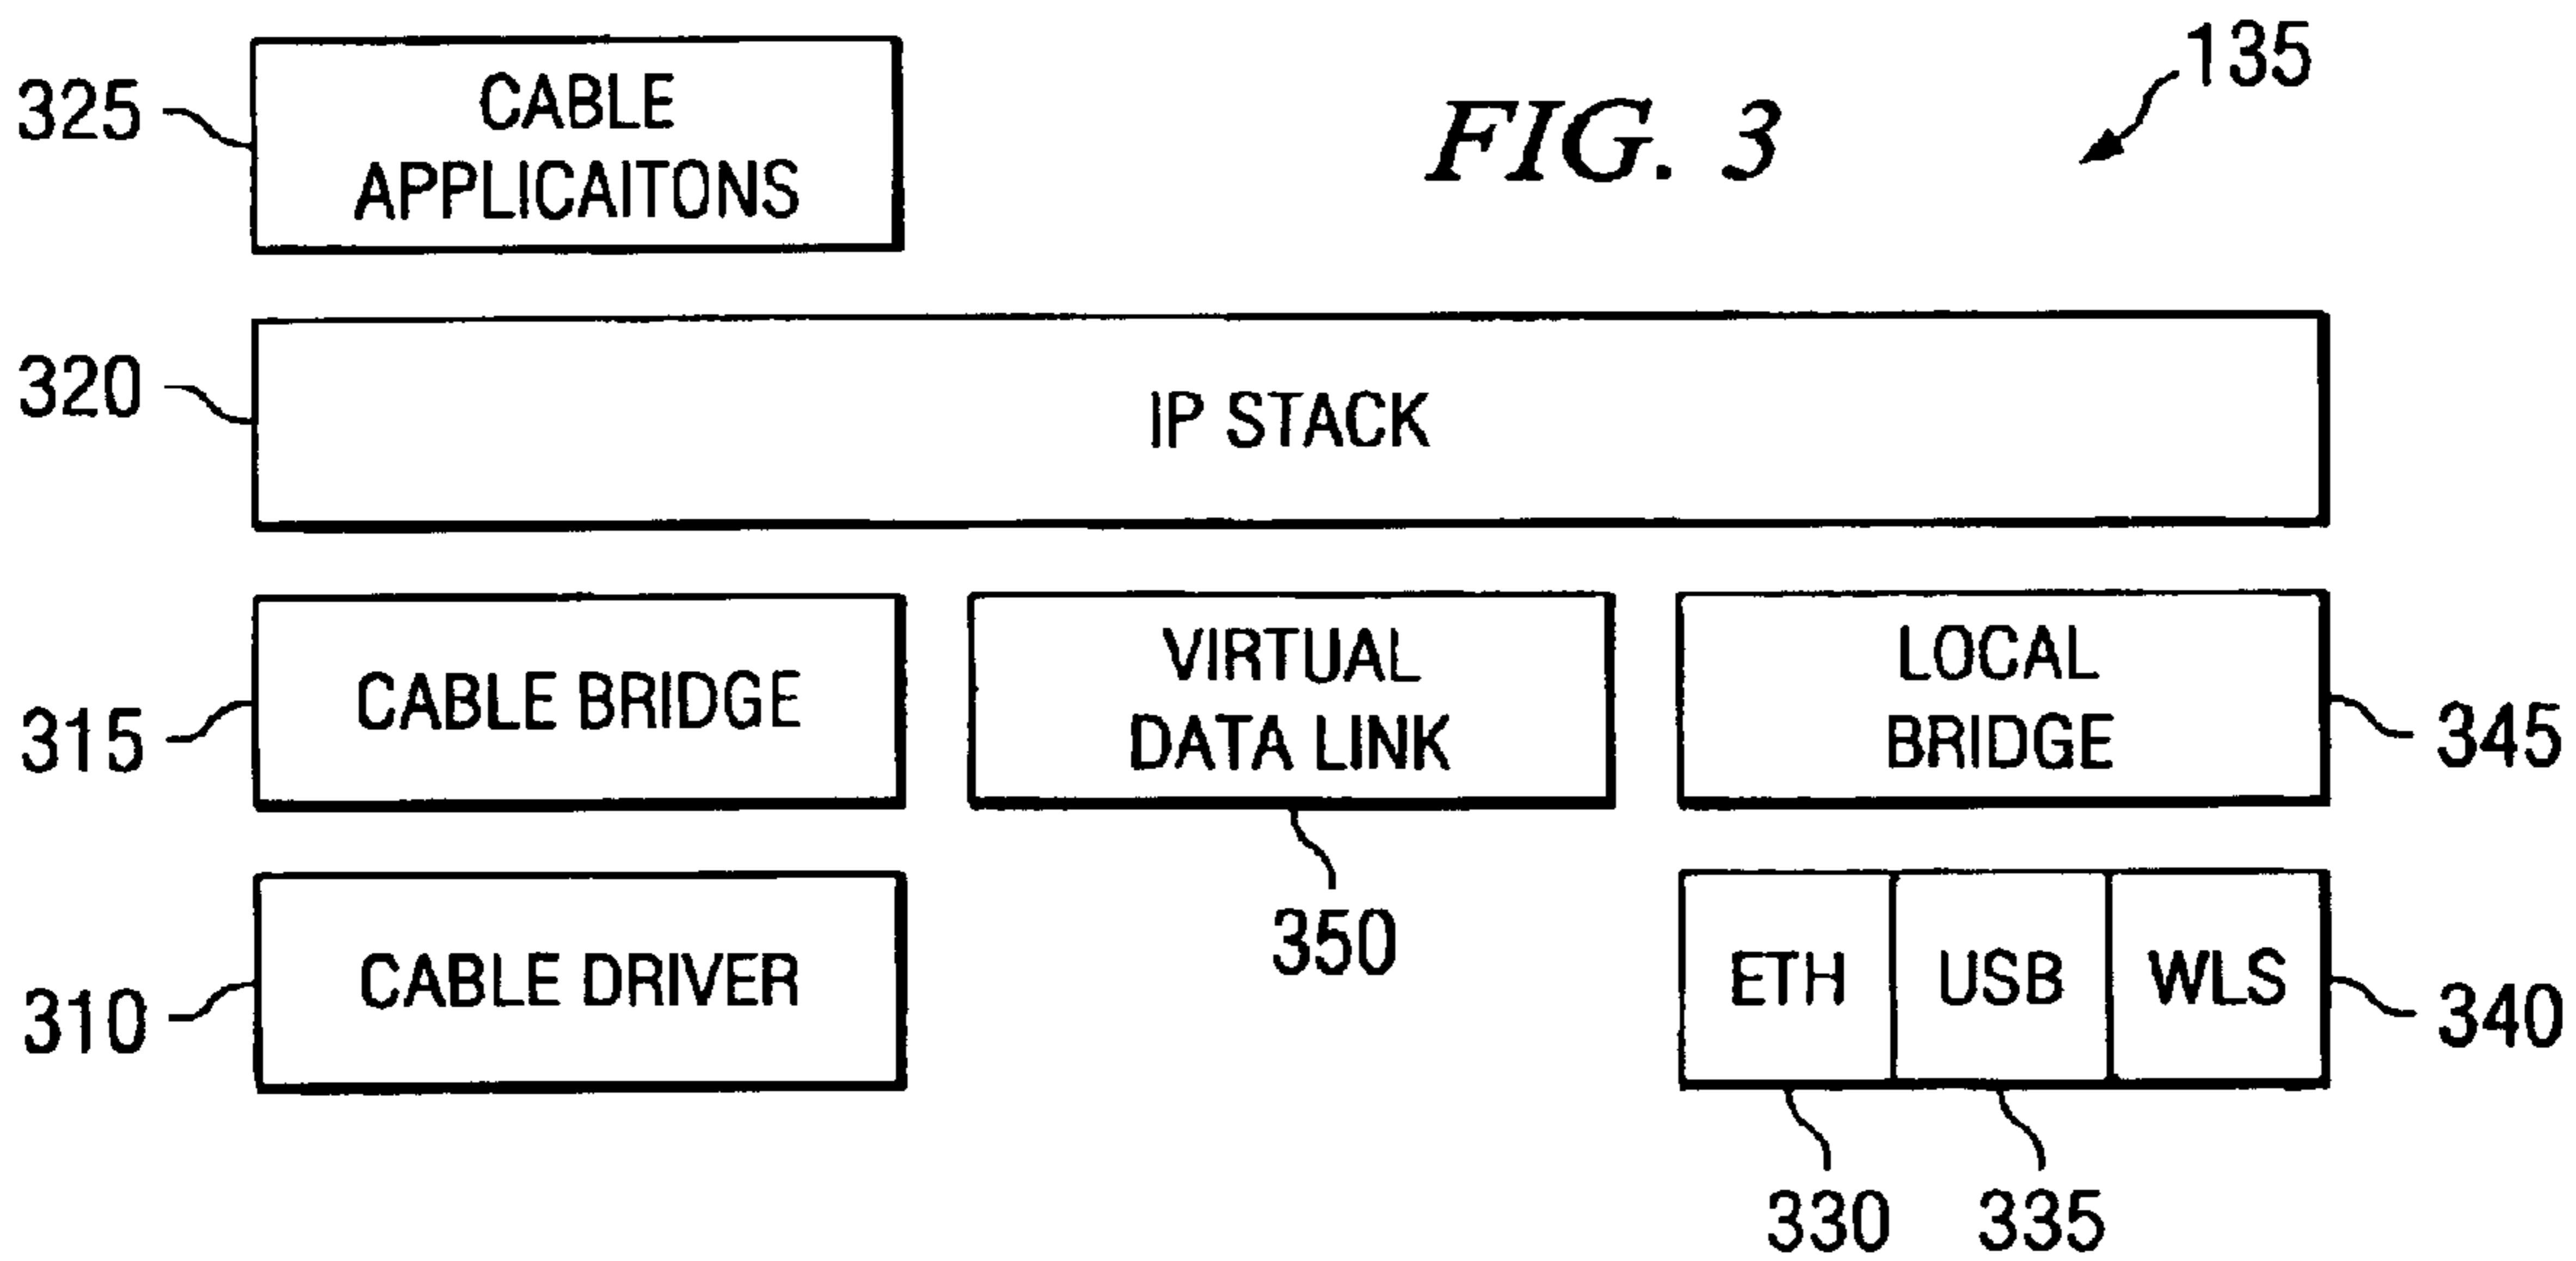 135
FIG. 3
325
CABLE
APPLICAITONS
320
IP STACK
315
CABLE BRIDGE
VIRTUAL
DATA LINK
350
LOCAL
BRIDGE
345
310
CABLE DRIVER
ETH
USB
WLS
340
330
335